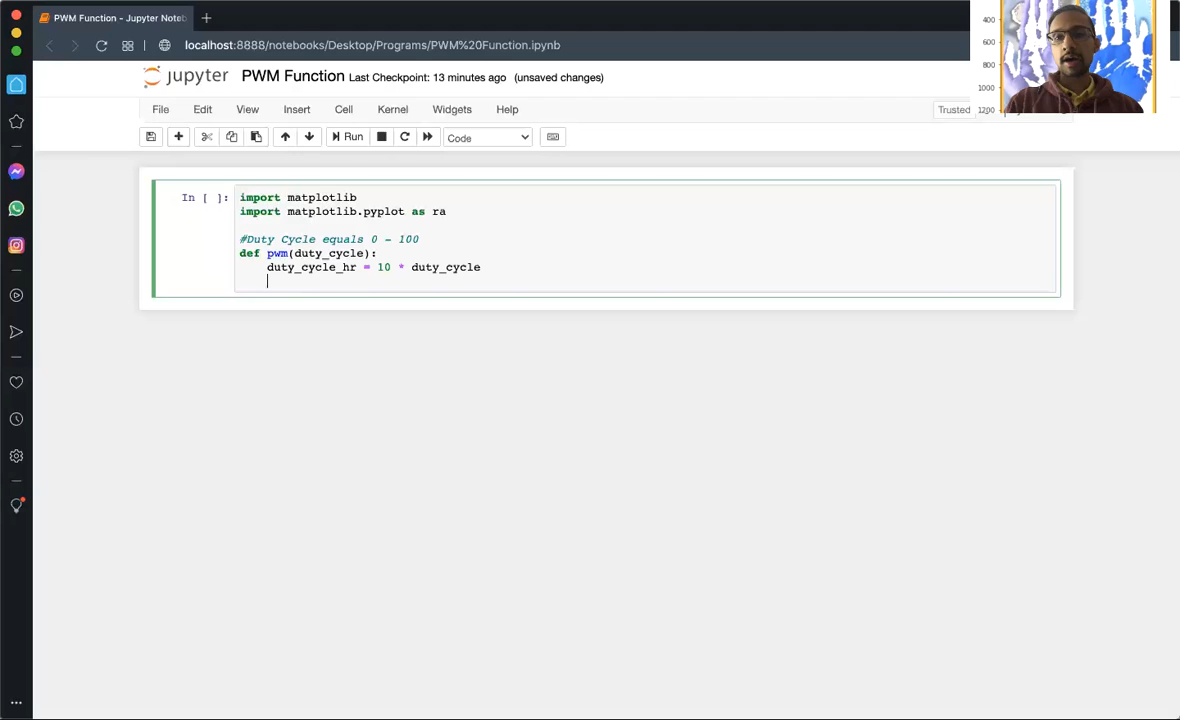 PWM Function - Jupyter Noteb
localhost:8888/notebooks/Desktop/Programs/PWM%20Function.ipynb
jupyter PWM Function Last Checkpoint: 13 minutes ago (unsaved changes)
File Edit View Insert Cell Kernel Widgets Help
Trusted
Run Code
In [ ]:
import matplotlib
import matplotlib.pyplot as ra
#Duty Cycle equals 0 - 100
def pwm(duty_cycle):
duty_cycle_hr = 10 * duty_cycle
400
600
800
1000
1200